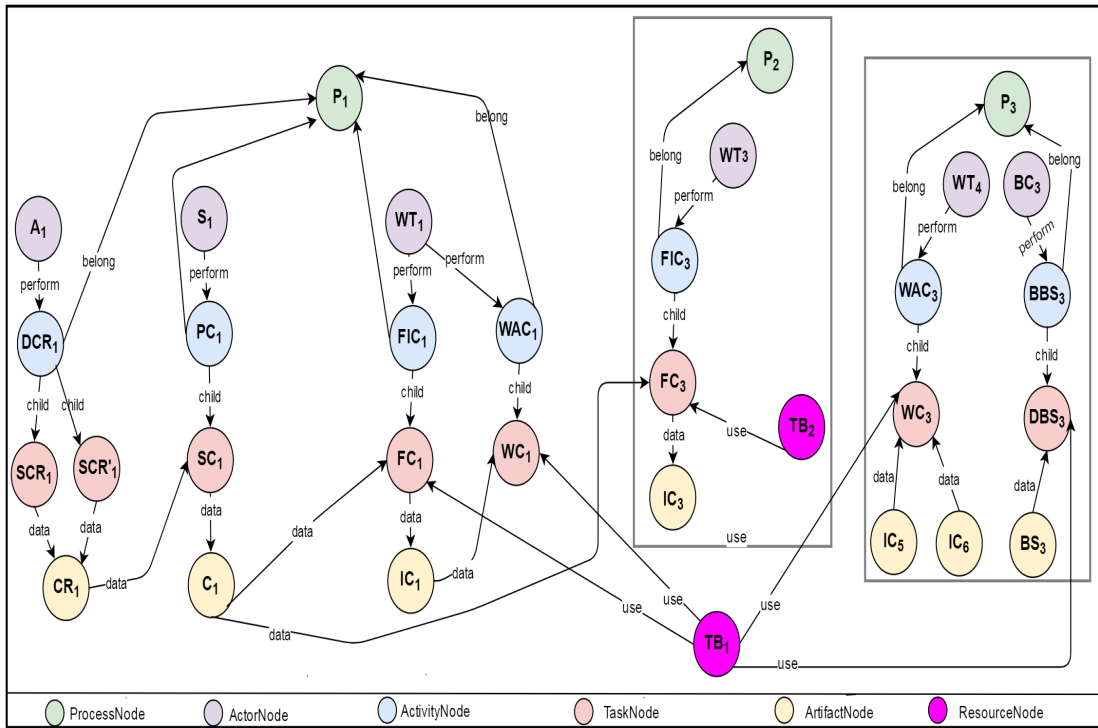 P2
P1
P3
belong
belong
WT3
belong
belong
WT4
BC3
A1
S1
WT1
perform
perform
perform
FIC3
perform
perform
perform
perform
belong
WAC3
BBS3
DCR1
PC1
FIC1
WAC1
child
child
child
FC3
child
child
child
child
child
WC3
DBS3
TB2
use
SCR1
SCR'1
SC1
FC1
WC1
data
data
data
data
IC3
data
data
data
data
data
use
IC5
IC6
BS3
CR1
data
C1
IC1
data
use
use
use
data
TB1
use
ProcessNode
ActorNode
ActivityNode
TaskNode
ArtifactNode
ResourceNode